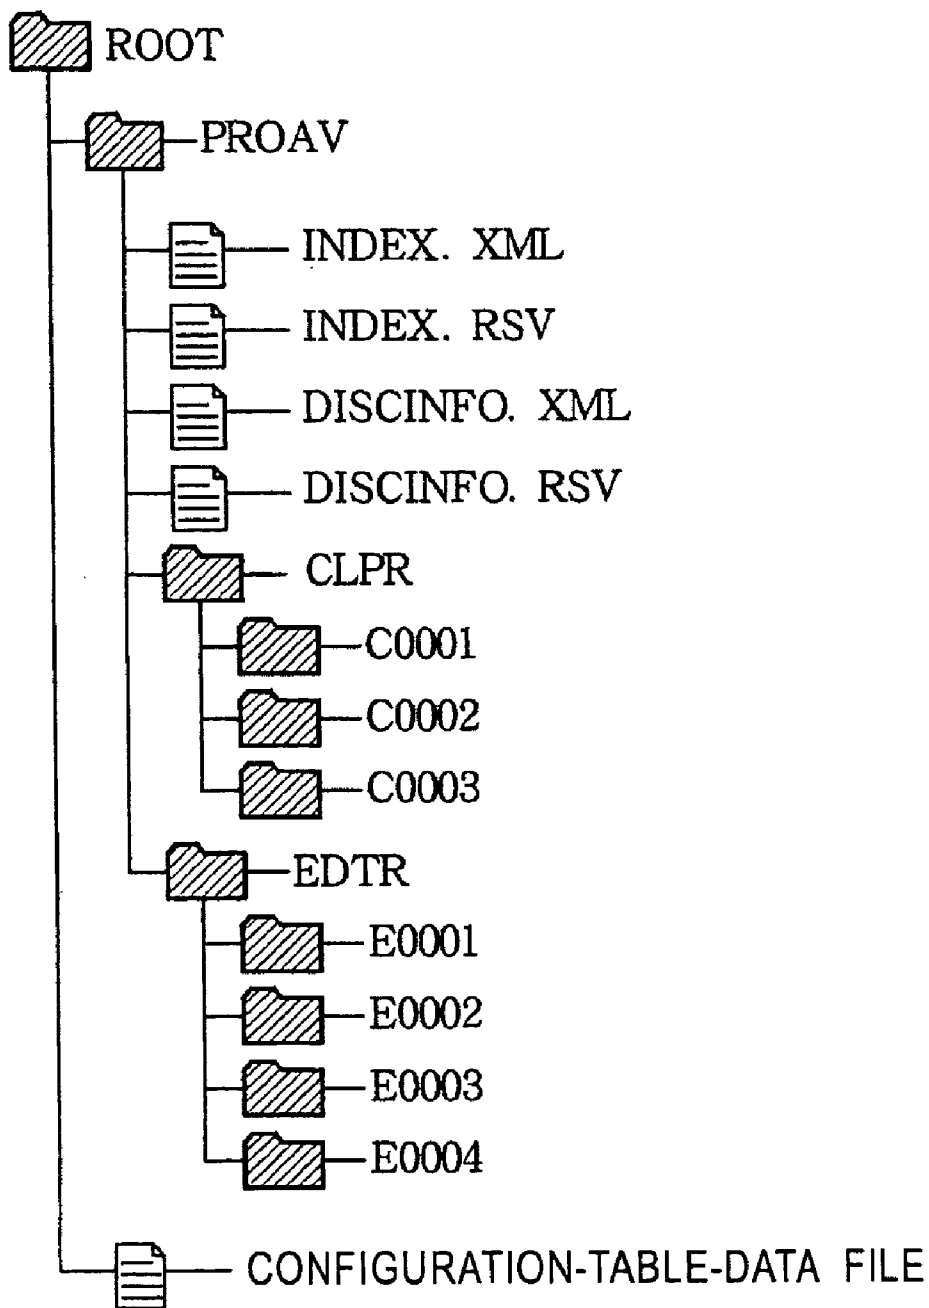 ROOT
PROAV
INDEX. XML
INDEX. RSV
DISCINFO. XML
DISCINFO. RSV
CLPR
C0001
C0002
C0003
EDTR
E0001
E0002
E0003
E0004
CONFIGURATION-TABLE-DATA FILE